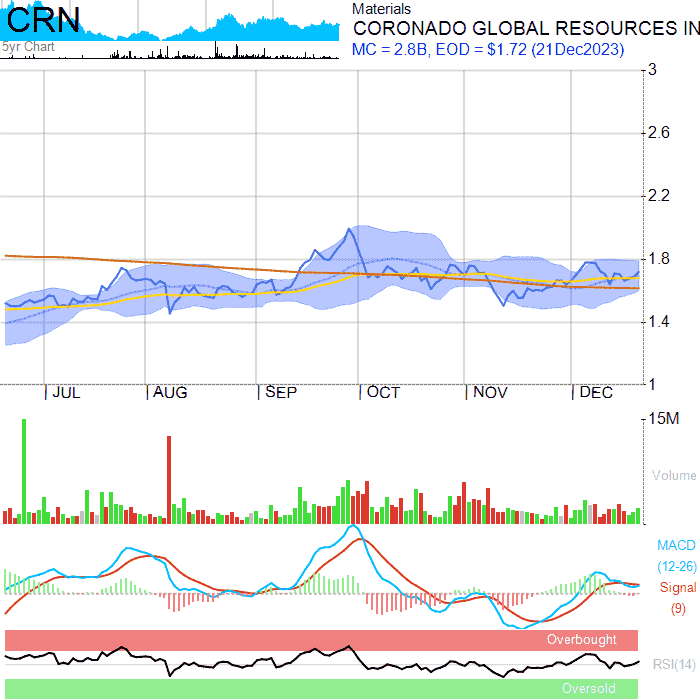 CRN
5yr Chart
Materials
CORONADO GLOBAL RESOURCES IN
MC = 2.8B, EOD = $1.72 (21Dec2023)
3
2.6
2.2
1.8
1.4
1
JUL AUG SEP OCT NOV DEC
15M
Volume
MACD
(12-26)
Signal
(9)
Overbought
RSI(14)
Oversold